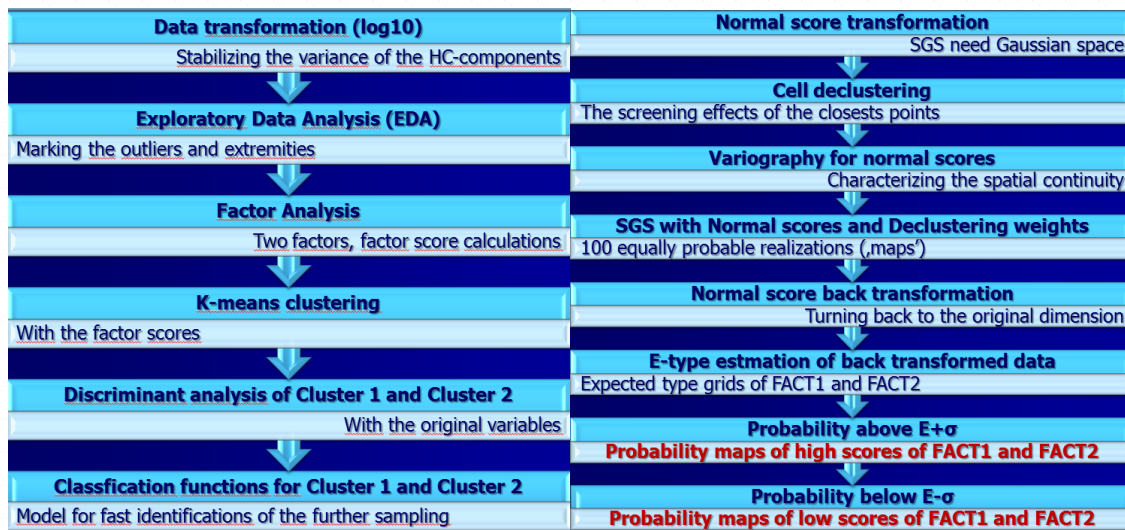 Data transformation (log10)
Stabilizing the variance of the HC-components
Exploratory Data Analysis (EDA)
Marking the outliers and extremities
Factor Analysis
Two factors, factor score calculations
K-means clustering
With the factor scores
Discriminant analysis of Cluster 1 and Cluster 2
With the original variables
Classfication functions for Cluster 1 and Cluster 2
Model for fast identifications of the further sampling
Normal score transformation
SGS need Gaussian space
Cell declustering
The screening effects of the closests points
Variography for normal scores
Characterizing the spatial continuity
SGS with Normal scores and Declustering weights
100 equally probable realizations (‚maps’)
Normal score back transformation
Turning back to the original dimension
E-type estmation of back transformed data
Expected type grids of FACT1 and FACT2
Probability above E+σ
Probability maps of high scores of FACT1 and FACT2
Probability below E-σ
Probability maps of low scores of FACT1 and FACT2